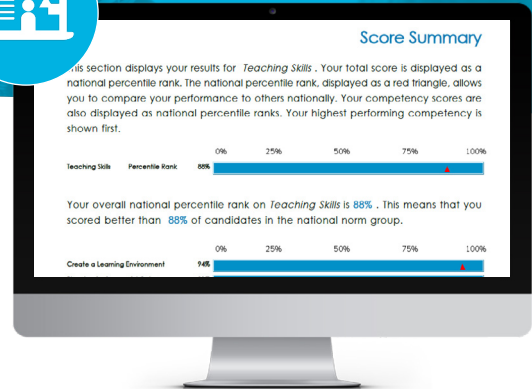 Score Summary
This section displays your results for Teaching Skills . Your total score is displayed as a
national percentile rank. The national percentile rank, displayed as a red triangle, allows
you to compare your performance to others nationally. Your competency scores are
also displayed as national percentile ranks. Your highest performing competency is
shown first.
0% 25% 50% 75% 100%
Teaching Skills Percentile Rank 88%
Your overall national percentile rank on Teaching Skills is 88% . This means that you
scored better than 88% of candidates in the national norm group.
0% 25% 50% 75% 100%
Create a Learning Environment 94%